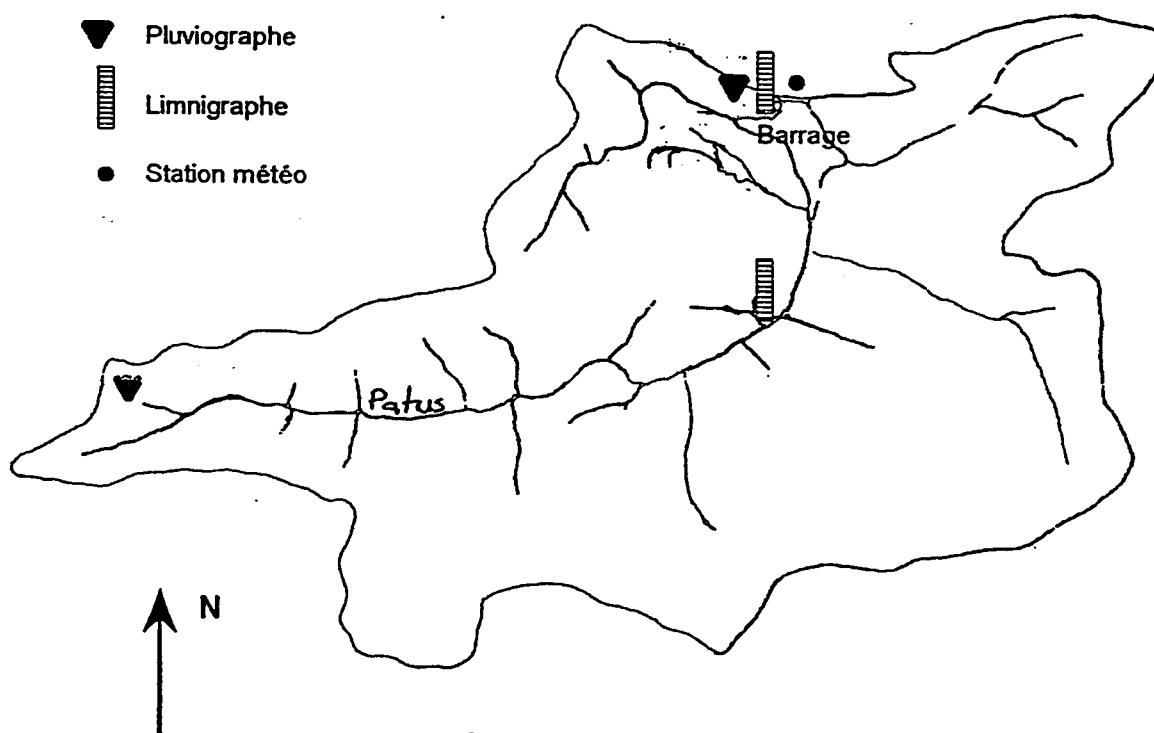 Pluviographe
Limnigraphe
Station météo
Barrage
Patus
N